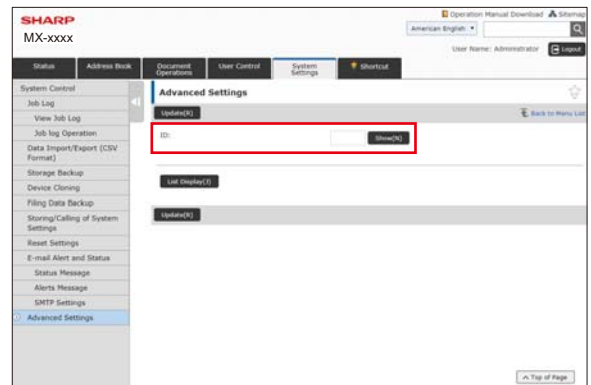 SHARP
MX-xxxx
Operation Manual Download Sitemap
American English
User Name: Administrator Logout
Status Address Book Document Operations User Control System Settings Shortcut
System Control
Job Log
View Job Log
Job log Operation
Data Import/Export (CSV
Format)
Storage Backup
Device Cloning
Filing Data Backup
Storing/Calling of System
Settings
Reset Settings
E-mail Alert and Status
Status Message
Alerts Message
SMTP Settings
Advanced Settings
Advanced Settings
Update(R) Back to Menu List
ID: Show(N)
List Display(J)
Update(R)
Top of Page